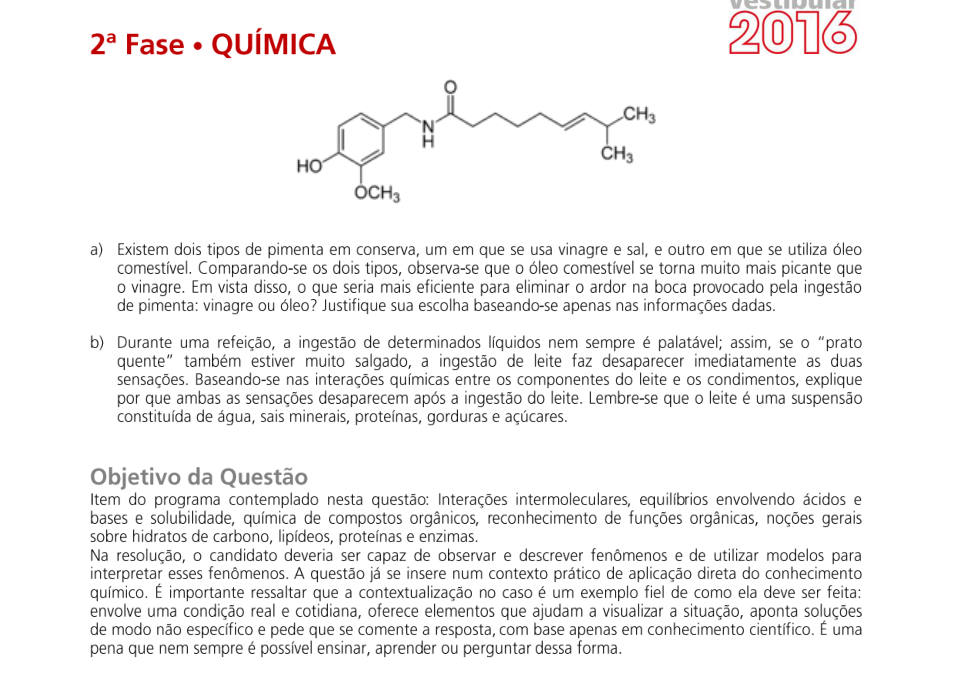 vestibular
2ª Fase • QUÍMICA
2016
O
CH3
N
H
CH3
HO
OCH3
a) Existem dois tipos de pimenta em conserva, um em que se usa vinagre e sal, e outro em que se utiliza óleo
comestível. Comparando-se os dois tipos, observa-se que o óleo comestível se torna muito mais picante que
o vinagre. Em vista disso, o que seria mais eficiente para eliminar o ardor na boca provocado pela ingestão
de pimenta: vinagre ou óleo? Justifique sua escolha baseando-se apenas nas informações dadas.
b) Durante uma refeição, a ingestão de determinados líquidos nem sempre é palatável; assim, se o “prato
quente” também estiver muito salgado, a ingestão de leite faz desaparecer imediatamente as duas
sensações. Baseando-se nas interações químicas entre os componentes do leite e os condimentos, explique
por que ambas as sensações desaparecem após a ingestão do leite. Lembre-se que o leite é uma suspensão
constituída de água, sais minerais, proteínas, gorduras e açúcares.
Objetivo da Questão
Item do programa contemplado nesta questão: Interações intermoleculares, equilíbrios envolvendo ácidos e
bases e solubilidade, química de compostos orgânicos, reconhecimento de funções orgânicas, noções gerais
sobre hidratos de carbono, lipídeos, proteínas e enzimas.
Na resolução, o candidato deveria ser capaz de observar e descrever fenômenos e de utilizar modelos para
interpretar esses fenômenos. A questão já se insere num contexto prático de aplicação direta do conhecimento
químico. É importante ressaltar que a contextualização no caso é um exemplo fiel de como ela deve ser feita:
envolve uma condição real e cotidiana, oferece elementos que ajudam a visualizar a situação, aponta soluções
de modo não específico e pede que se comente a resposta, com base apenas em conhecimento científico. É uma
pena que nem sempre é possível ensinar, aprender ou perguntar dessa forma.